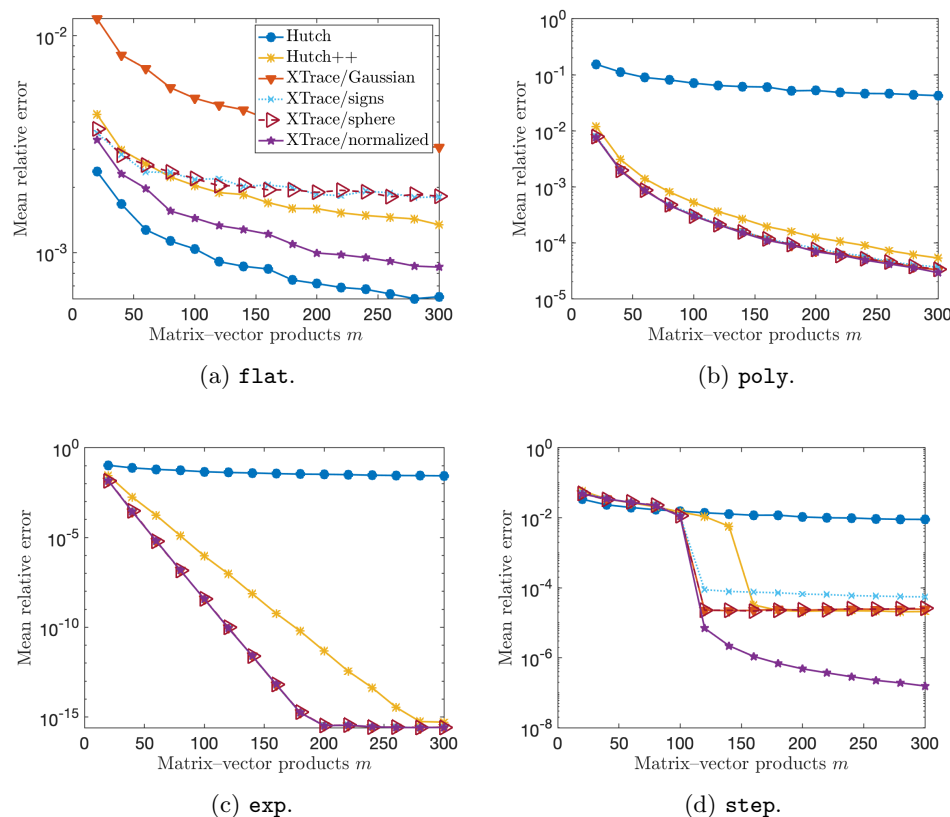 Mean relative error
10^-2
10^-3
Hutch
Hutch++
XTrace/Gaussian
XTrace/signs
XTrace/sphere
XTrace/normalized
0 50 100 150 200 250 300
Matrix–vector products m
(a) flat.
Mean relative error
10^0
10^-1
10^-2
10^-3
10^-4
10^-5
0 50 100 150 200 250 300
Matrix–vector products m
(b) poly.
Mean relative error
10^0
10^-5
10^-10
10^-15
0 50 100 150 200 250 300
Matrix–vector products m
(c) exp.
Mean relative error
10^0
10^-2
10^-4
10^-6
10^-8
0 50 100 150 200 250 300
Matrix–vector products m
(d) step.